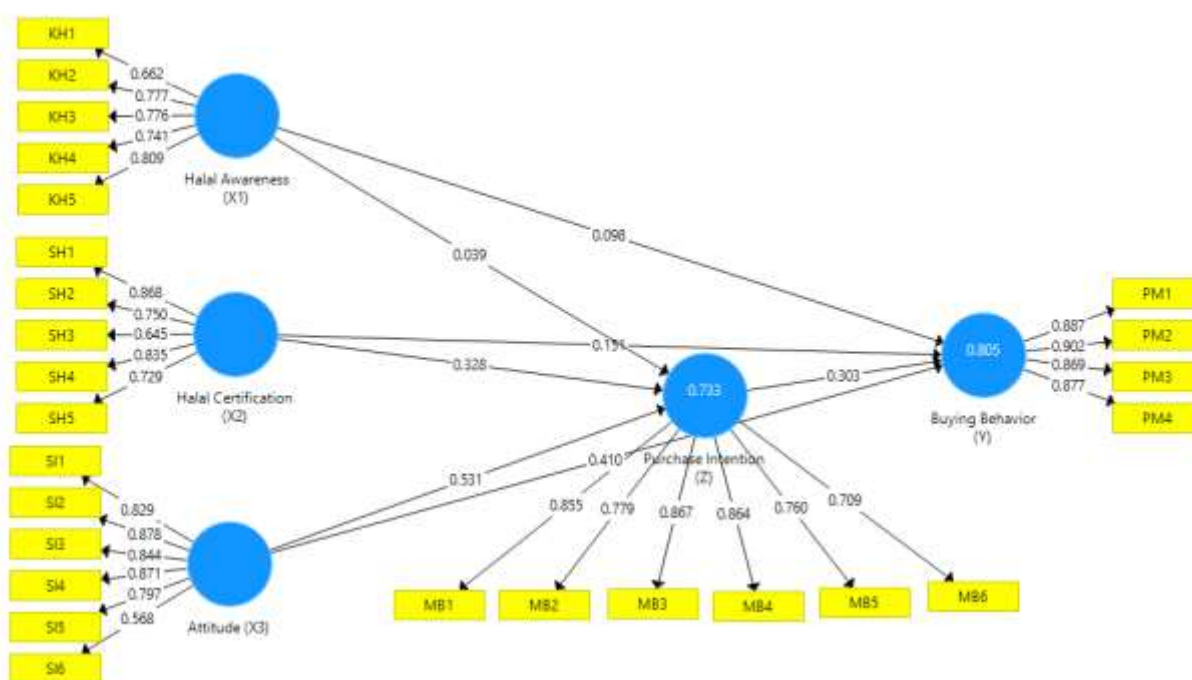 KH1
KH2
KH3
KH4
KH5
0.662
0.777
0.776
0.741
0.809
Halal Awareness
(X1)
0.098
0.039
SH1
SH2
SH3
SH4
SH5
0.868
0.750
0.645
0.835
0.729
Halal Certification
(X2)
0.151
0.328
SI1
SI2
SI3
SI4
SI5
SI6
0.829
0.878
0.844
0.871
0.797
0.568
Attitude (X3)
0.531
0.410
0.733
Purchase Intention
(Z)
0.303
0.855
0.779
0.867
0.864
0.760
0.709
MB1
MB2
MB3
MB4
MB5
MB6
0.805
Buying Behavior
(Y)
0.887
0.902
0.869
0.877
PM1
PM2
PM3
PM4